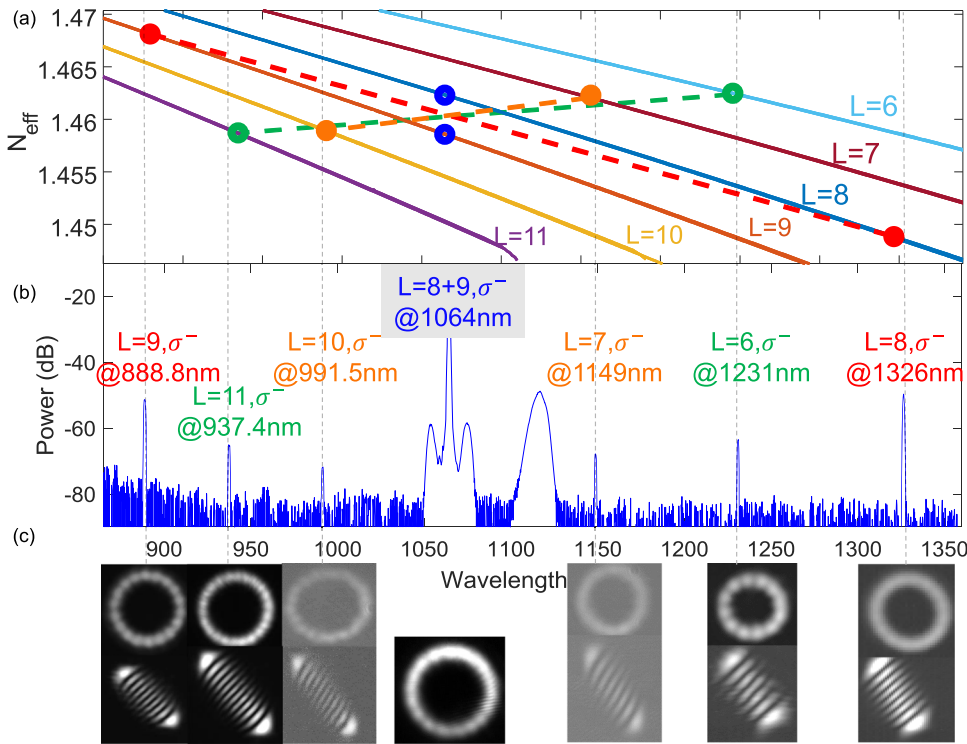 (a)
1.47
1.465
1.46
1.455
1.45
N_eff
L=6
L=7
L=8
L=9
L=10
L=11
(b)
-20
-40
-60
-80
Power (dB)
L=8+9,σ⁻
@1064nm
L=9,σ⁻
@888.8nm
L=11,σ⁻
@937.4nm
L=10,σ⁻
@991.5nm
L=7,σ⁻
@1149nm
L=6,σ⁻
@1231nm
L=8,σ⁻
@1326nm
900
950
1000
1050
1100
1150
1200
1250
1300
1350
Wavelength
(c)